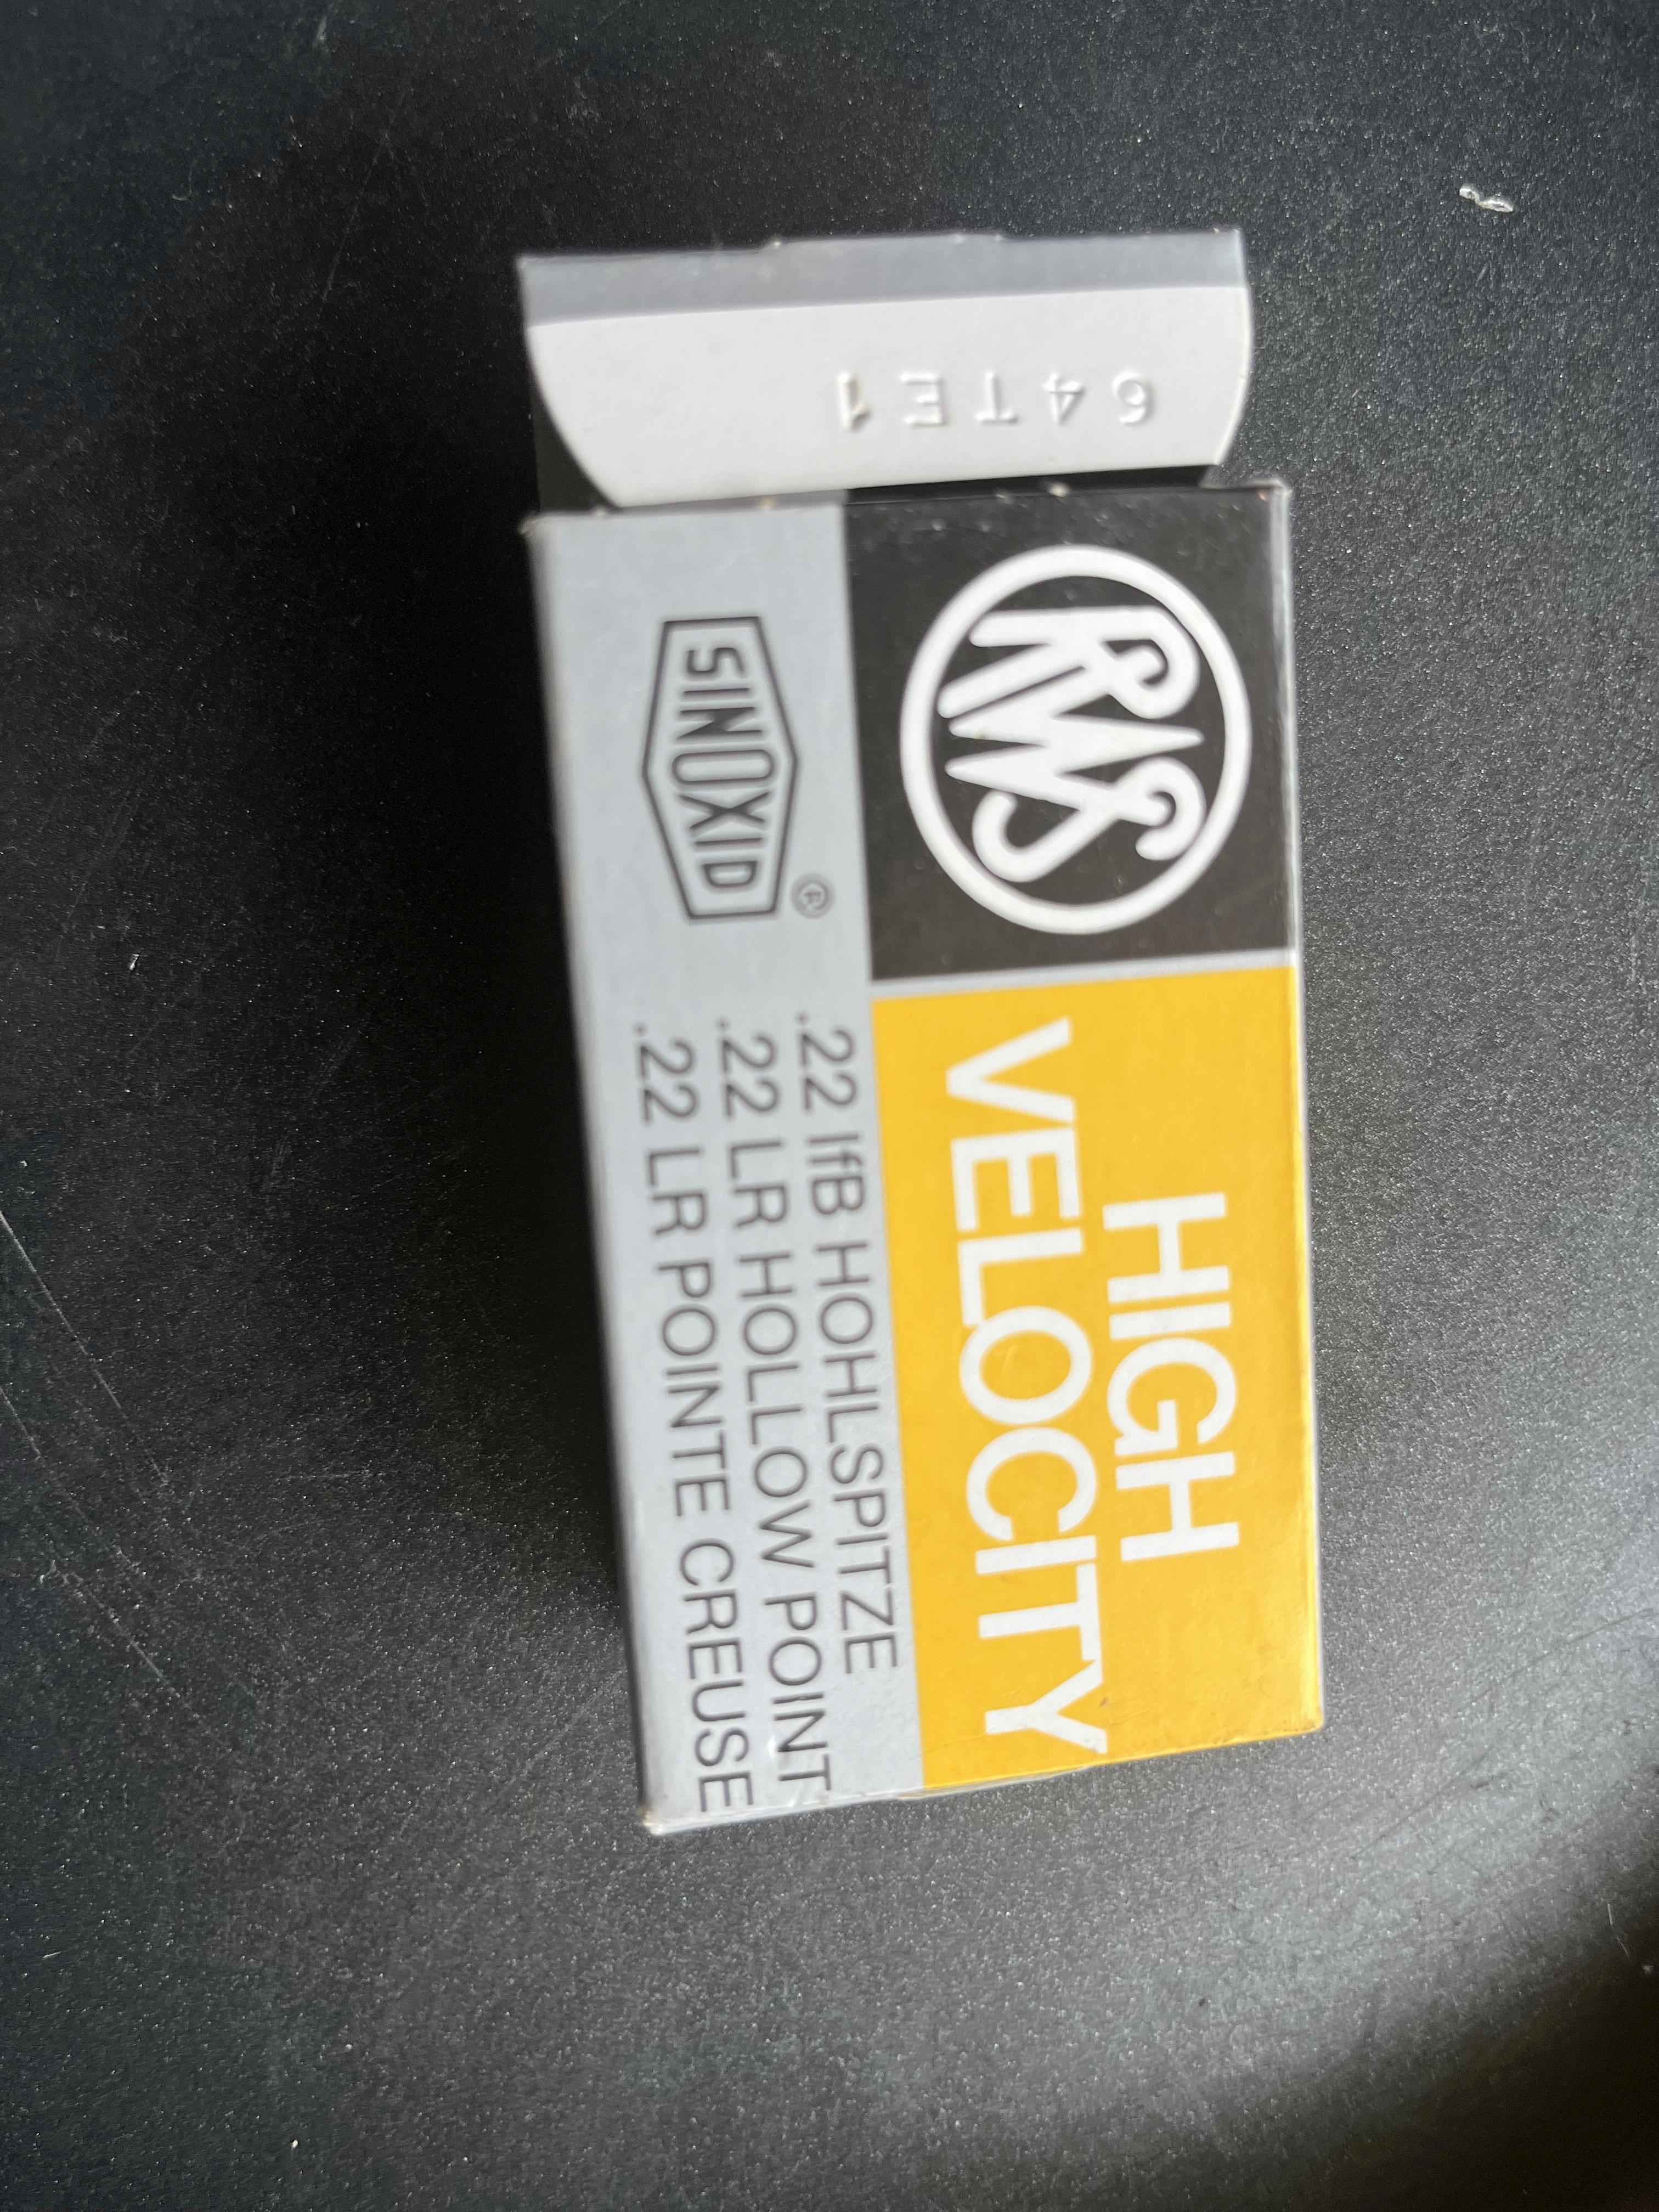 64TE1
RWS
HIGH
VELOCITY
SINOXID®
.22 lfB HOHLSPITZE
.22 LR HOLLOW POINT
.22 LR POINTE CREUSE